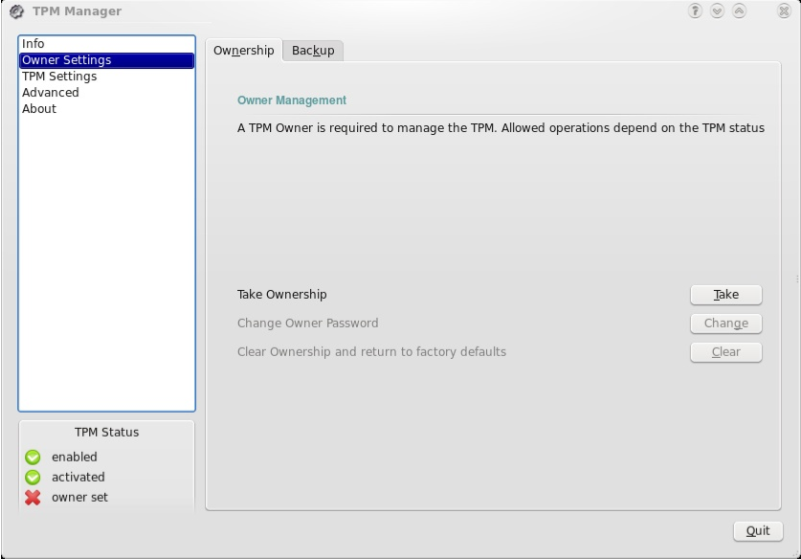 TPM Manager
Info
Owner Settings
TPM Settings
Advanced
About
Ownership Backup
Owner Management
A TPM Owner is required to manage the TPM. Allowed operations depend on the TPM status
Take Ownership Take
Change Owner Password Change
Clear Ownership and return to factory defaults Clear
TPM Status
enabled
activated
owner set
Quit